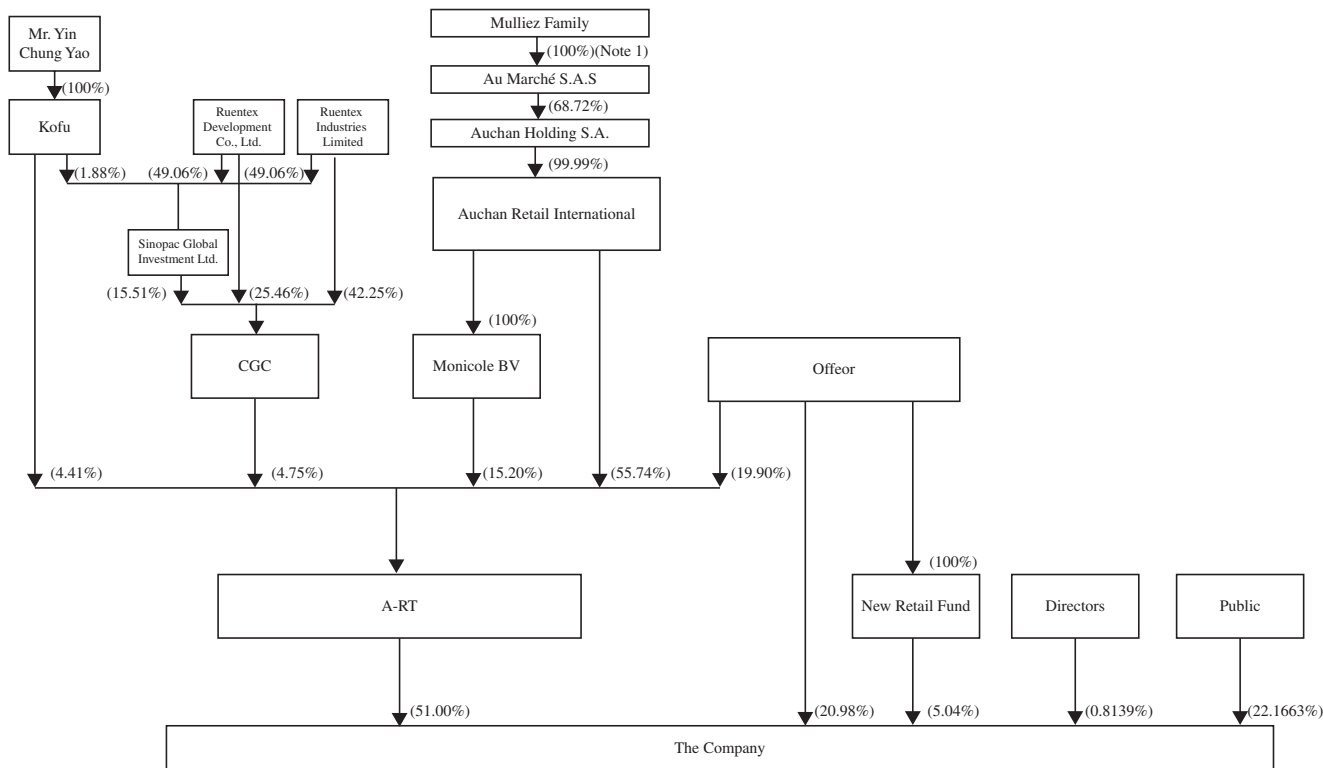 Mr. Yin
Chung Yao
(100%)
Kofu
Ruentex
Development
Co., Ltd.
Ruentex
Industries
Limited
Mulliez Family
(100%)(Note 1)
Au Marché S.A.S
(68.72%)
Auchan Holding S.A.
(99.99%)
Auchan Retail International
(1.88%)
(49.06%)
(49.06%)
Sinopac Global
Investment Ltd.
(15.51%)
(25.46%)
(42.25%)
(100%)
CGC
Monicole BV
Offeor
(4.41%)
(4.75%)
(15.20%)
(55.74%)
(19.90%)
(100%)
A-RT
New Retail Fund
Directors
Public
(51.00%)
(20.98%)
(5.04%)
(0.8139%)
(22.1663%)
The Company